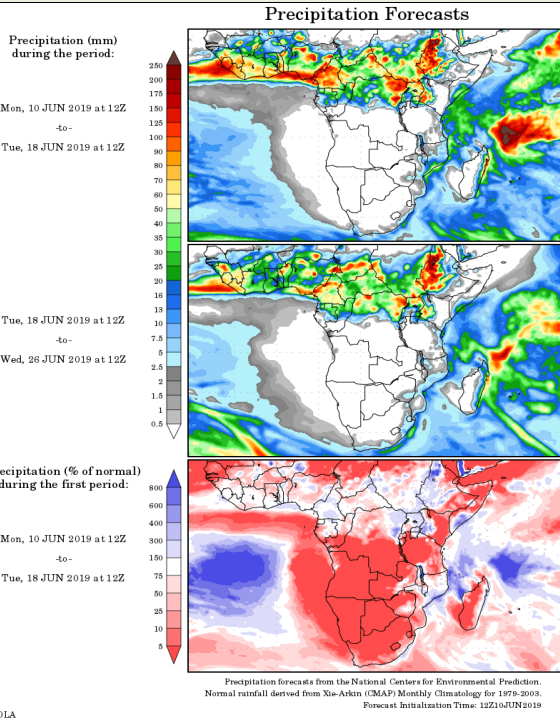 Precipitation Forecasts
Precipitation (mm)
during the period:
Mon, 10 JUN 2019 at 12Z
-to-
Tue, 18 JUN 2019 at 12Z
250
200
175
150
125
100
90
80
70
60
50
40
35
30
25
20
16
13
10
7.5
5
2.5
2
1.5
1
0.5
Tue, 18 JUN 2019 at 12Z
-to-
Wed, 26 JUN 2019 at 12Z
ecipitation (% of normal)
during the first period:
Mon, 10 JUN 2019 at 12Z
-to-
Tue, 18 JUN 2019 at 12Z
800
600
400
300
150
75
50
25
10
5
Precipitation forecasts from the National Centers for Environmental Prediction.
Normal rainfall derived from Xie-Arkin (CMAP) Monthly Climatology for 1979-2003.
Forecast Initialization Time: 12Z10JUN2019
OLA